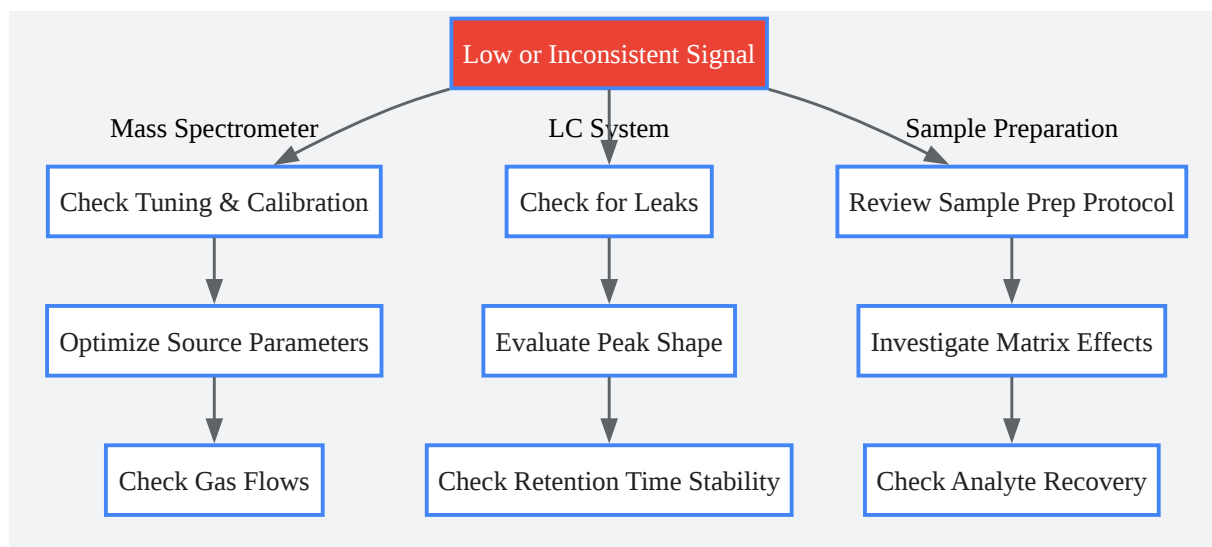 Low or Inconsistent Signal
Mass Spectrometer
LC System
Sample Preparation
Check Tuning & Calibration
Check for Leaks
Review Sample Prep Protocol
Optimize Source Parameters
Evaluate Peak Shape
Investigate Matrix Effects
Check Gas Flows
Check Retention Time Stability
Check Analyte Recovery